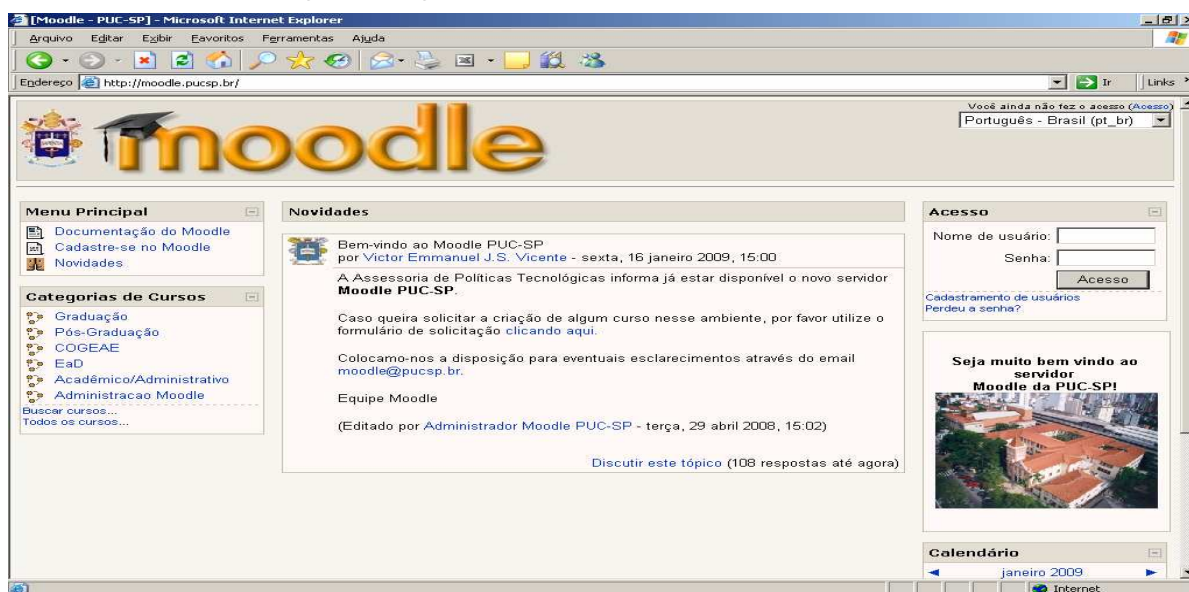 [Moodle - PUC-SP] - Microsoft Internet Explorer
Arquivo Editar Exibir Favoritos Ferramentas Ajuda
Endereço http://moodle.pucsp.br/ Ir Links
moodle
Você ainda não fez o acesso (Acesso)
Português - Brasil (pt_br)
Menu Principal
Documentação do Moodle
Cadastre-se no Moodle
Novidades
Categorias de Cursos
Graduação
Pós-Graduação
COGEAE
EaD
Acadêmico/Administrativo
Administracao Moodle
Buscar cursos...
Todos os cursos...
Novidades
Bem-vindo ao Moodle PUC-SP
por Victor Emmanuel J.S. Vicente - sexta, 16 janeiro 2009, 15:00
A Assessoria de Políticas Tecnológicas informa já estar disponível o novo servidor
Moodle PUC-SP.
Caso queira solicitar a criação de algum curso nesse ambiente, por favor utilize o
formulário de solicitação clicando aqui.
Colocamo-nos a disposição para eventuais esclarecimentos através do email
moodle@pucsp.br.
Equipe Moodle
(Editado por Administrador Moodle PUC-SP - terça, 29 abril 2008, 15:02)
Discutir este tópico (108 respostas até agora)
Acesso
Nome de usuário:
Senha:
Acesso
Cadastramento de usuários
Perdeu a senha?
Seja muito bem vindo ao
servidor
Moodle da PUC-SP!
Calendário
janeiro 2009
Internet